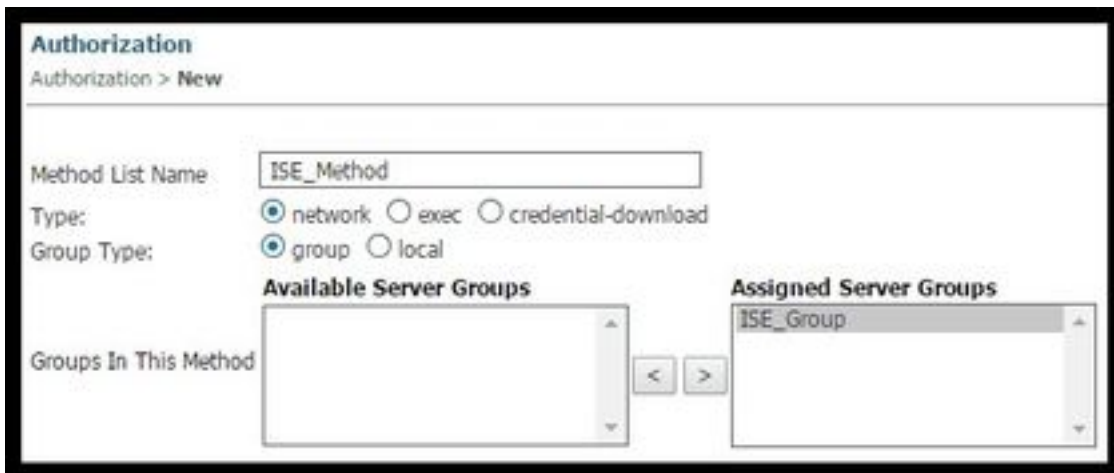 Authorization
Authorization > New
Method List Name ISE_Method
Type: network exec credential-download
Group Type: group local
Available Server Groups Assigned Server Groups
ISE_Group
Groups In This Method < >